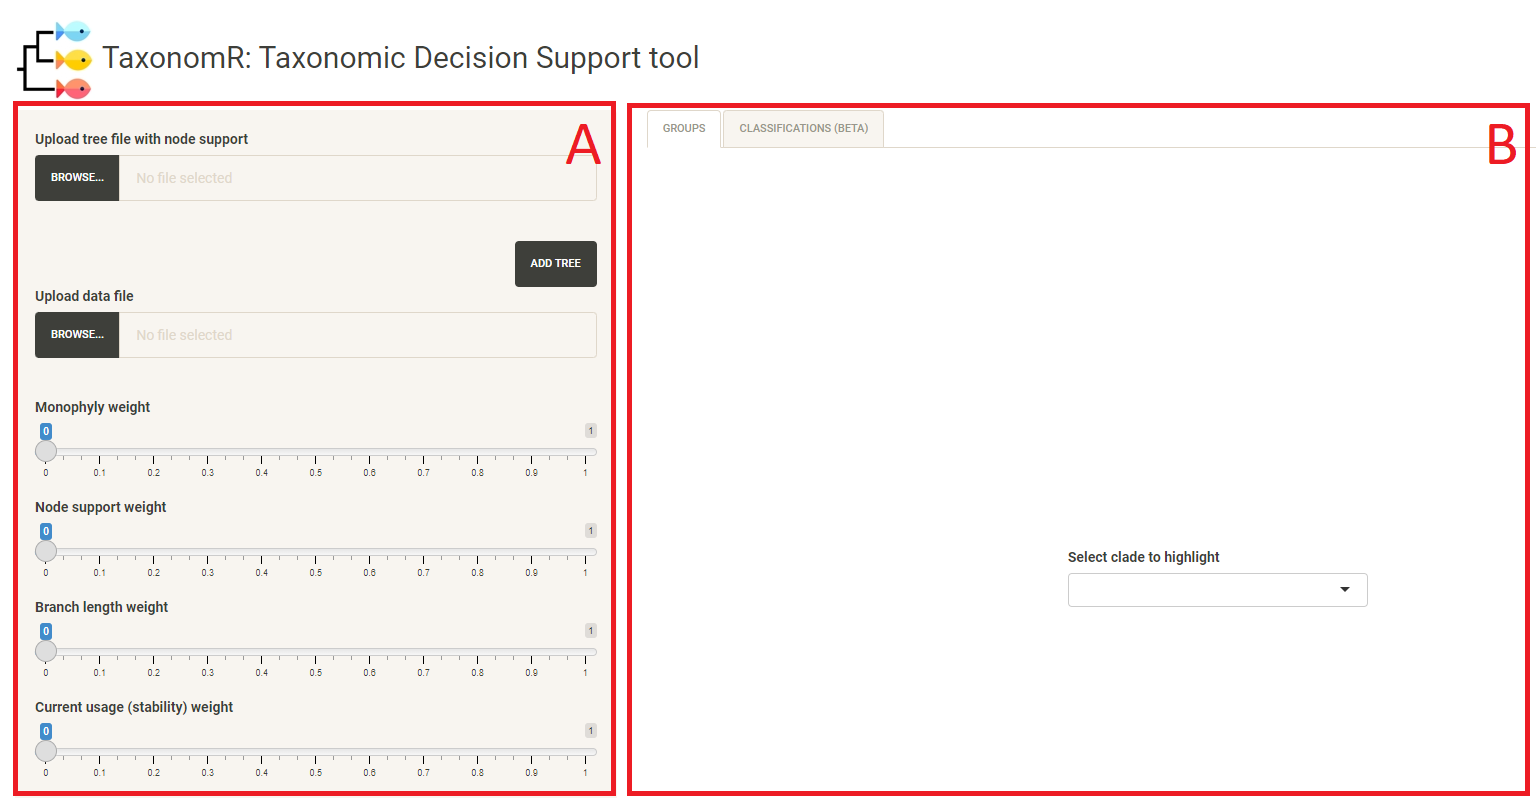 TaxonomR: Taxonomic Decision Support tool
A
Upload tree file with node support
BROWSE... No file selected
ADD TREE
Upload data file
BROWSE... No file selected
Monophyly weight
0 1
0 0.1 0.2 0.3 0.4 0.5 0.6 0.7 0.8 0.9 1
Node support weight
0 1
0 0.1 0.2 0.3 0.4 0.5 0.6 0.7 0.8 0.9 1
Branch length weight
0 1
0 0.1 0.2 0.3 0.4 0.5 0.6 0.7 0.8 0.9 1
Current usage (stability) weight
0 1
0 0.1 0.2 0.3 0.4 0.5 0.6 0.7 0.8 0.9 1
B
GROUPS CLASSIFICATIONS (BETA)
Select clade to highlight